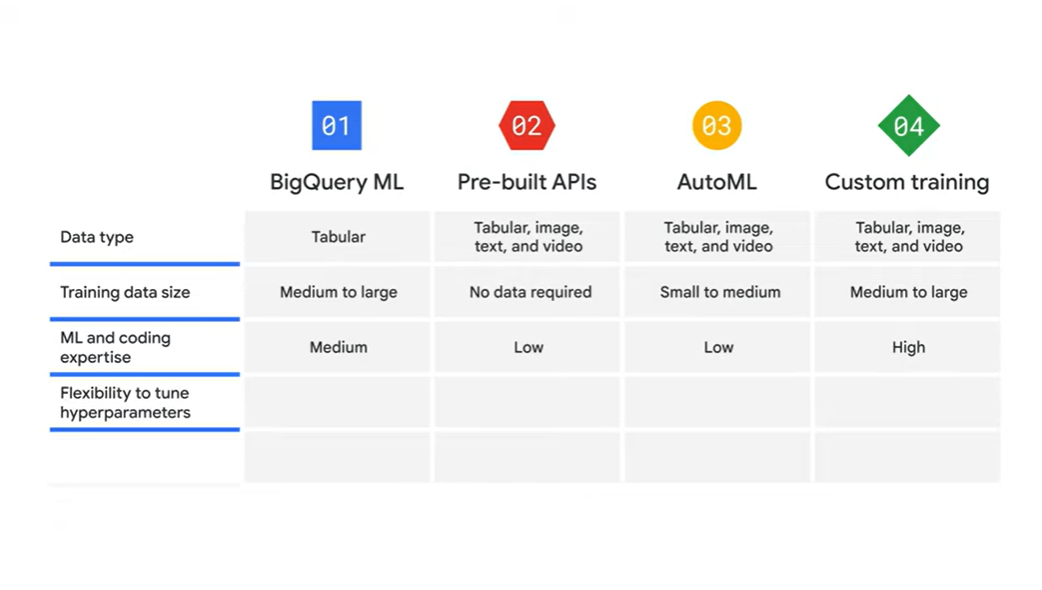 01
02
03
04
BigQuery ML
Pre-built APIs
AutoML
Custom training
Data type
Tabular
Tabular, image,
text, and video
Tabular, image,
text, and video
Tabular, image,
text, and video
Training data size
Medium to large
No data required
Small to medium
Medium to large
ML and coding
expertise
Medium
Low
Low
High
Flexibility to tune
hyperparameters